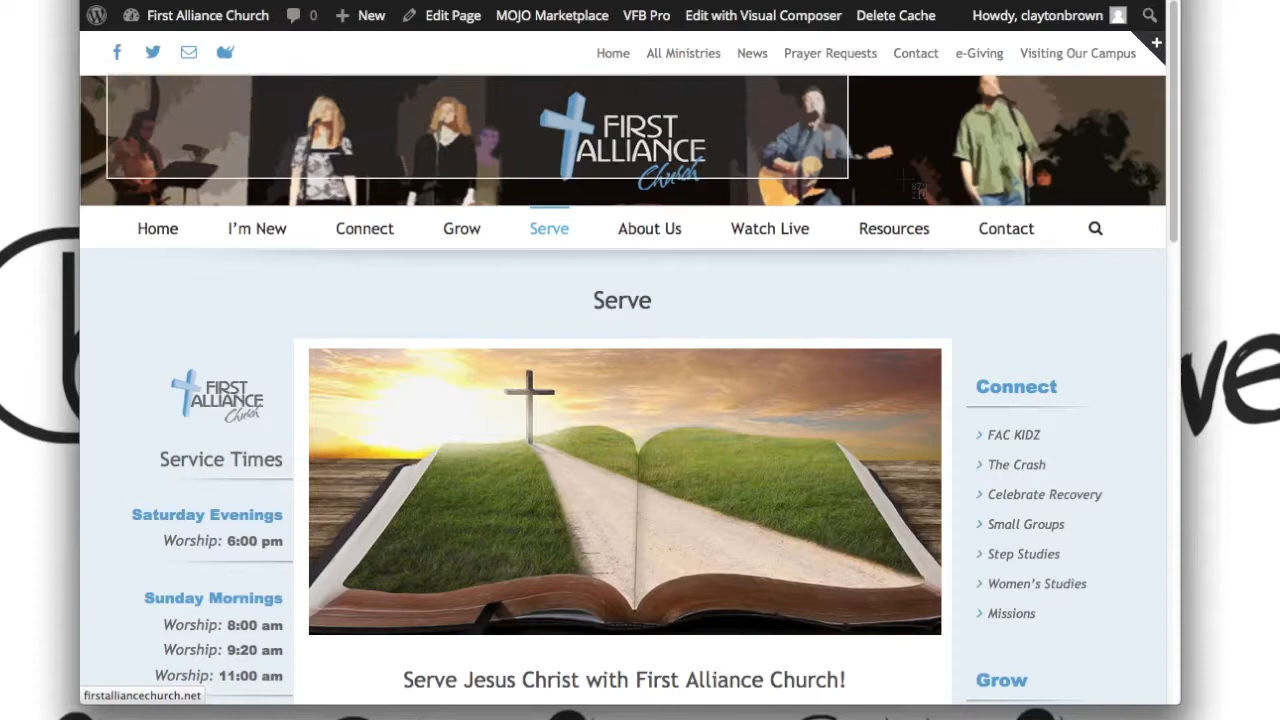 First Alliance Church 0 New Edit Page MOJO Marketplace VFB Pro Edit with Visual Composer Delete Cache Howdy, claytonbrown
Home All Ministries News Prayer Requests Contact e-Giving Visiting Our Campus
FIRST
ALLIANCE
Church
Home I'm New Connect Grow Serve About Us Watch Live Resources Contact
Serve
FIRST
ALLIANCE
Church
Service Times
Saturday Evenings
Worship: 6:00 pm
Sunday Mornings
Worship: 8:00 am
Worship: 9:20 am
Worship: 11:00 am
Serve Jesus Christ with First Alliance Church!
Connect
FAC KIDZ
The Crash
Celebrate Recovery
Small Groups
Step Studies
Women's Studies
Missions
Grow
firstalliancechurch.net